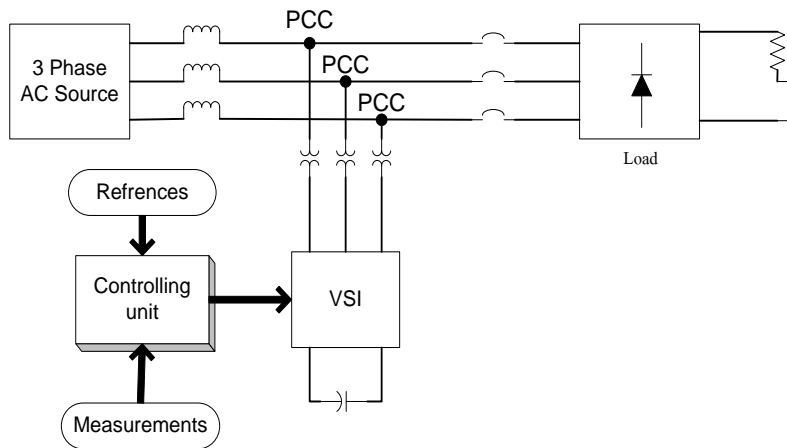 PCC
3 Phase
AC Source
PCC
PCC
Load
Refrences
Controlling
unit
VSI
Measurements